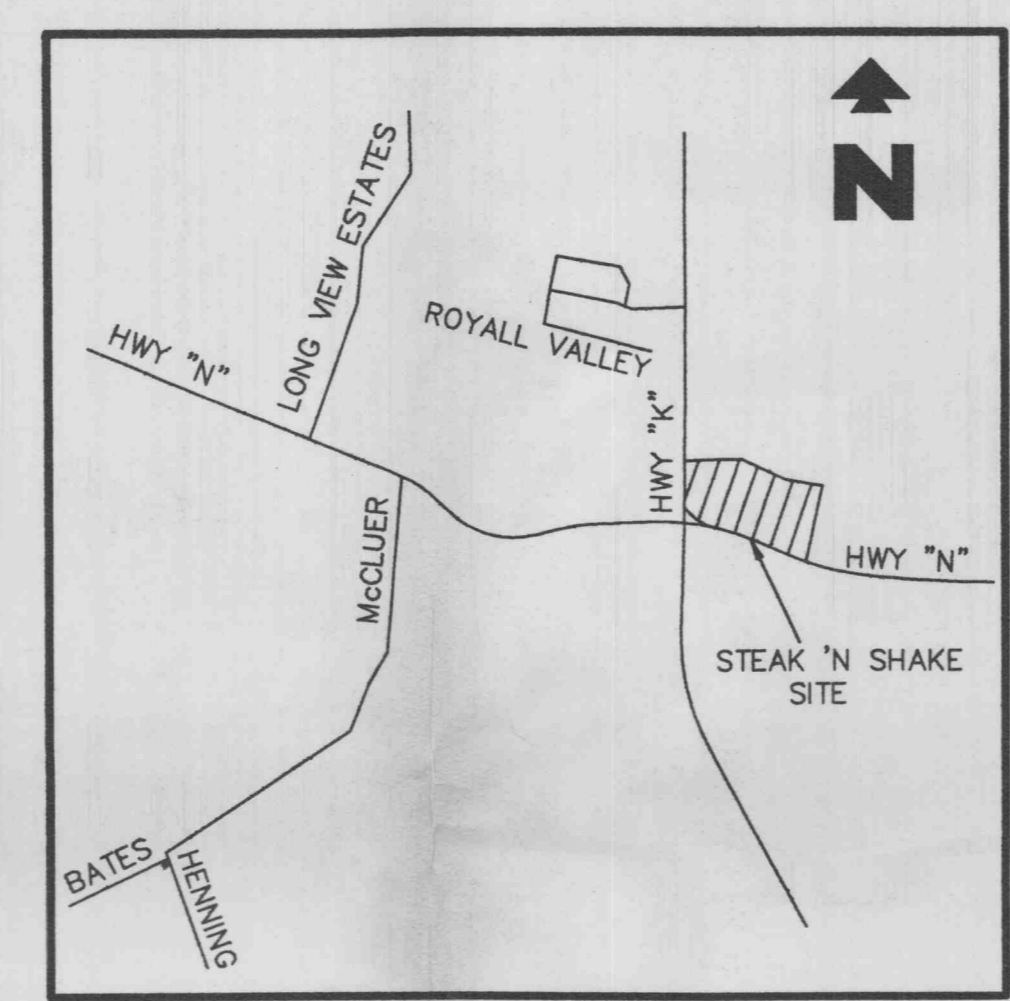 N
LONG VIEW ESTATES
ROYALL VALLEY
HWY "N"
HWY "K"
McCLUER
HWY "N"
STEAK 'N SHAKE
SITE
BATES
HENNING